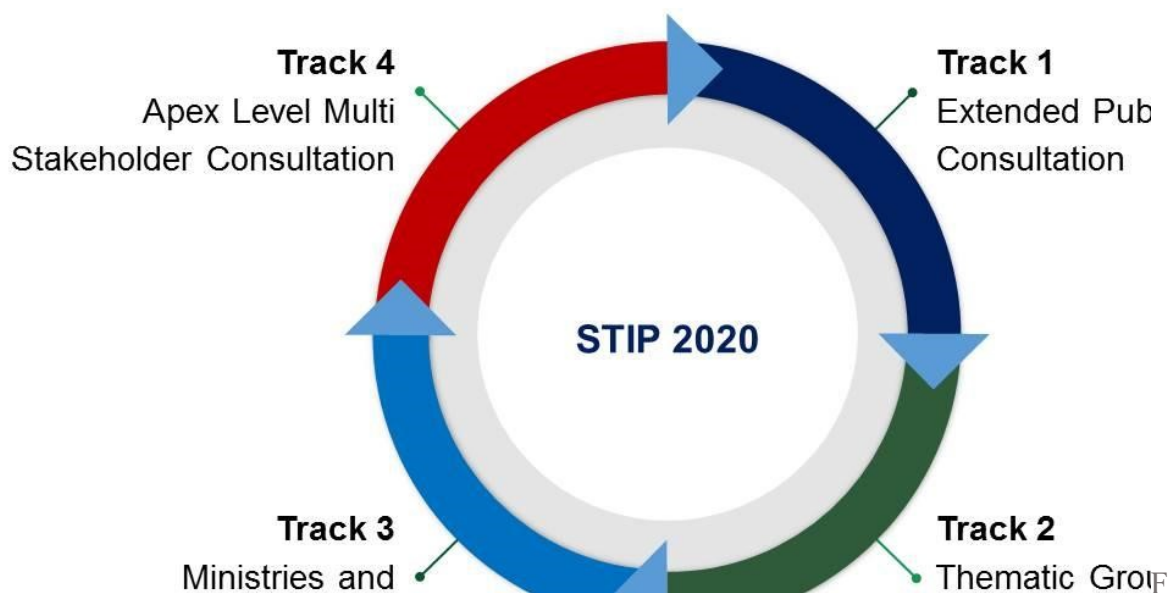 Track 4
Apex Level Multi
Stakeholder Consultation
Track 1
Extended Pub
Consultation
STIP 2020
Track 3
Ministries and
Track 2
Thematic